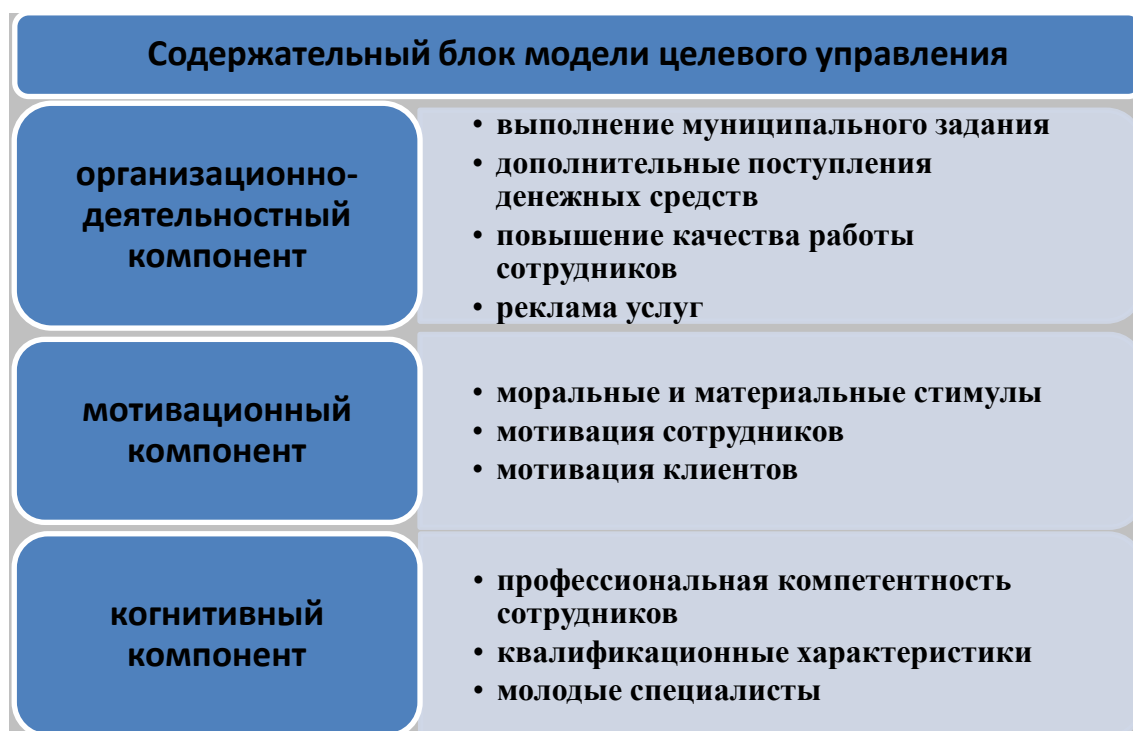 Содержательный блок модели целевого управления
организационно-
деятельностный
компонент
• выполнение муниципального задания
• дополнительные поступления
денежных средств
• повышение качества работы
сотрудников
• реклама услуг
мотивационный
компонент
• моральные и материальные стимулы
• мотивация сотрудников
• мотивация клиентов
когнитивный
компонент
• профессиональная компетентность
сотрудников
• квалификационные характеристики
• молодые специалисты